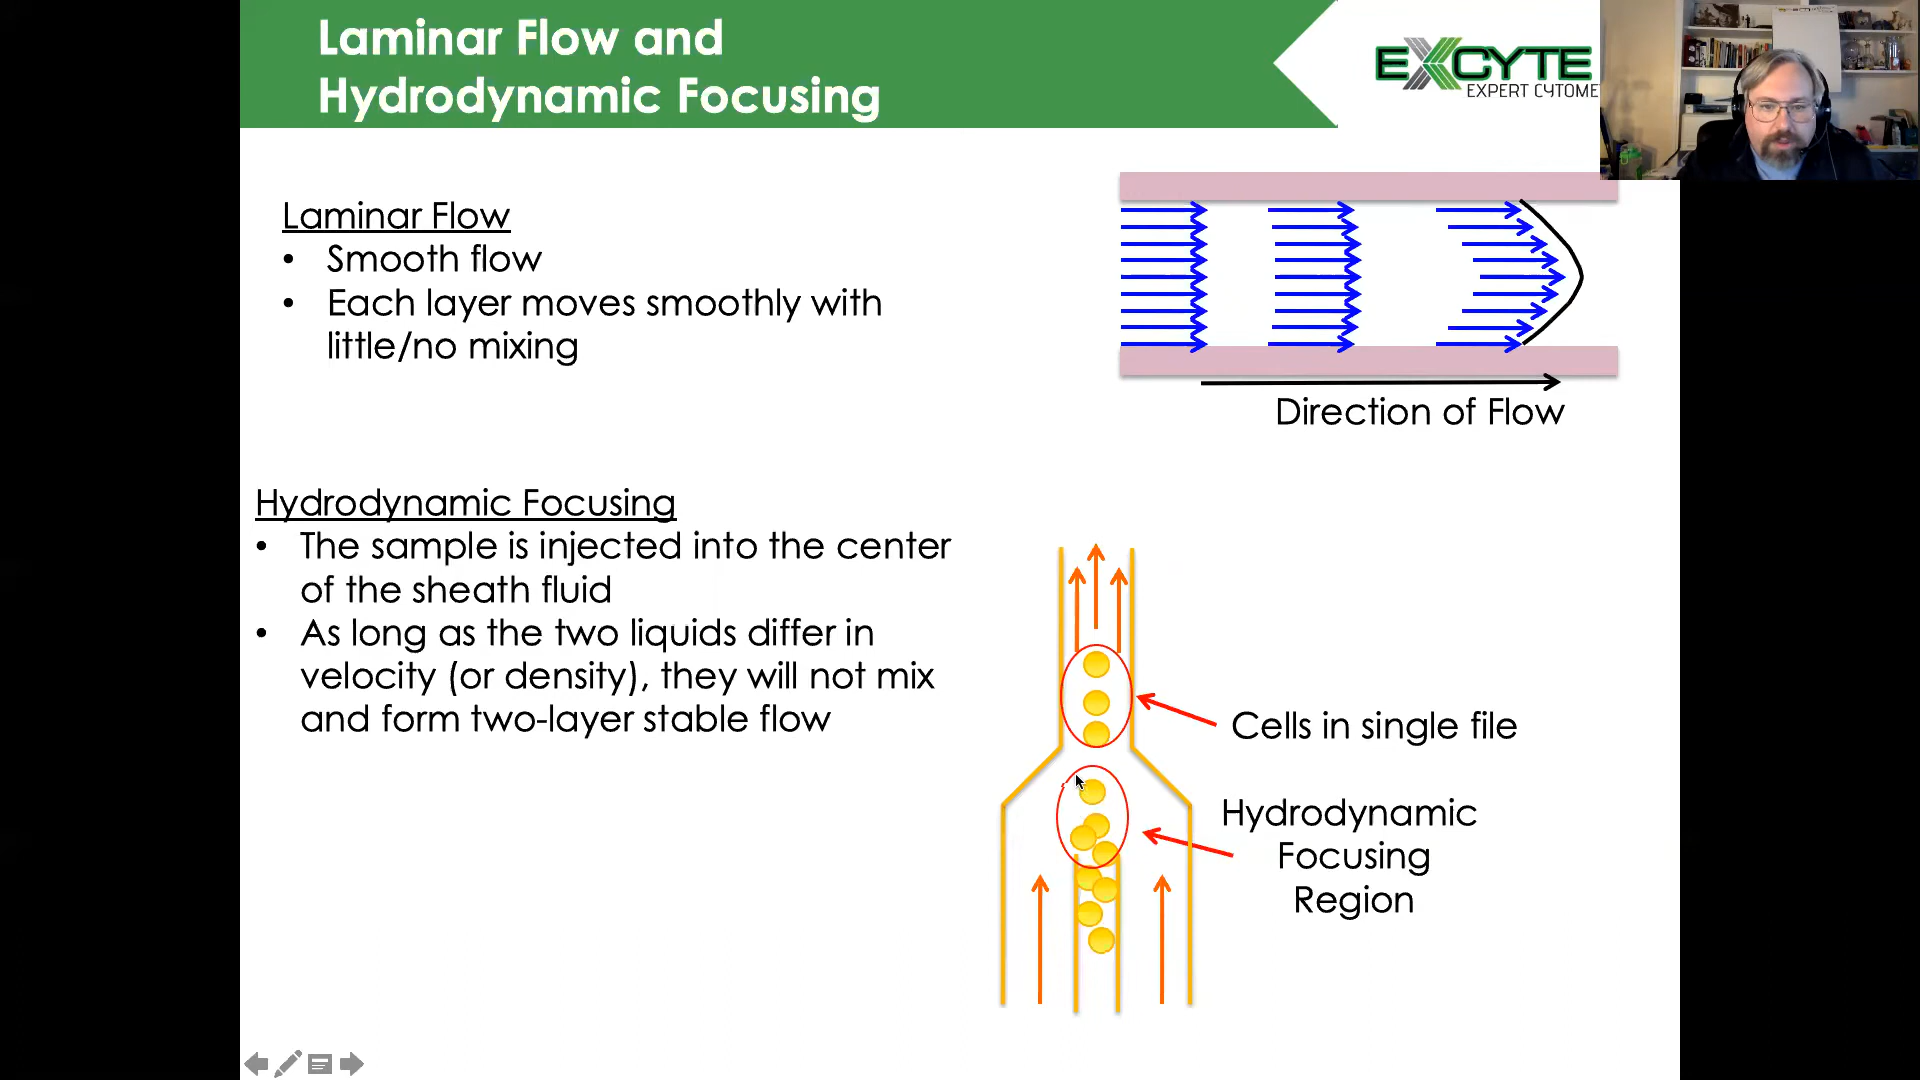 Laminar Flow and
Hydrodynamic Focusing
EXCYTE
EXPERT CYTOME
Laminar Flow
• Smooth flow
• Each layer moves smoothly with
little/no mixing
Direction of Flow
Hydrodynamic Focusing
• The sample is injected into the center
of the sheath fluid
• As long as the two liquids differ in
velocity (or density), they will not mix
and form two-layer stable flow
Cells in single file
Hydrodynamic
Focusing
Region